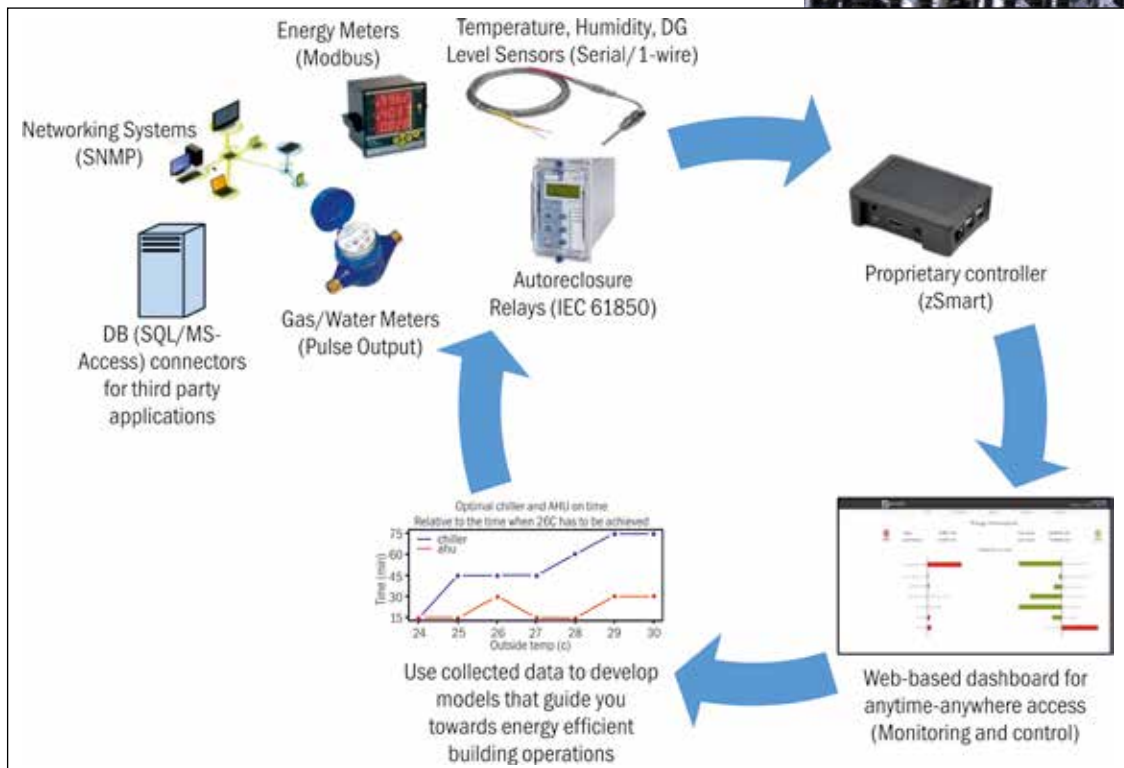 Energy Meters
(Modbus)
Temperature, Humidity, DG
Level Sensors (Serial/ 1-wire)
Networking Systems
(SNMP)
DB (SQL/MS-
Access) connectors
for third party
applications
Gas/Water Meters
(Pulse Output)
Autoreclosure
Relays (IEC 61850)
Proprietary controller
(zSmart)
Web-based dashboard for
anytime-anywhere access
(Monitoring and control)
Optimal chiller and AHU on time
Relative to the time when 26C has to be achieved
chiller
ahu
Time (min)
75
60
45
30
15
24 25 26 27 28 29 30
Outside temp (c)
Use collected data to develop
models that guide you
towards energy efficient
building operations